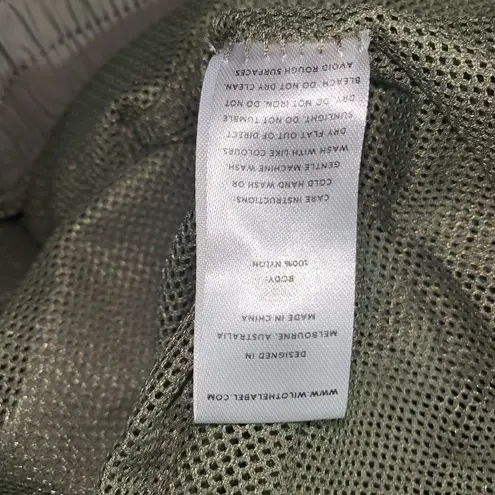 WWW.WILOTHELABEL.COM
DESIGNED IN
MELBOURNE, AUSTRALIA
MADE IN CHINA
BODY:
100% NYLON
CARE INSTRUCTIONS:
COLD HAND WASH OR
GENTLE MACHINE WASH
WASH WITH LIKE COLOURS.
DRY FLAT OUT OF DIRECT
SUNLIGHT. DO NOT TUMBLE
DRY. DO NOT IRON. DO NOT
BLEACH. DO NOT DRY CLEAN.
AVOID ROUGH SURFACES.